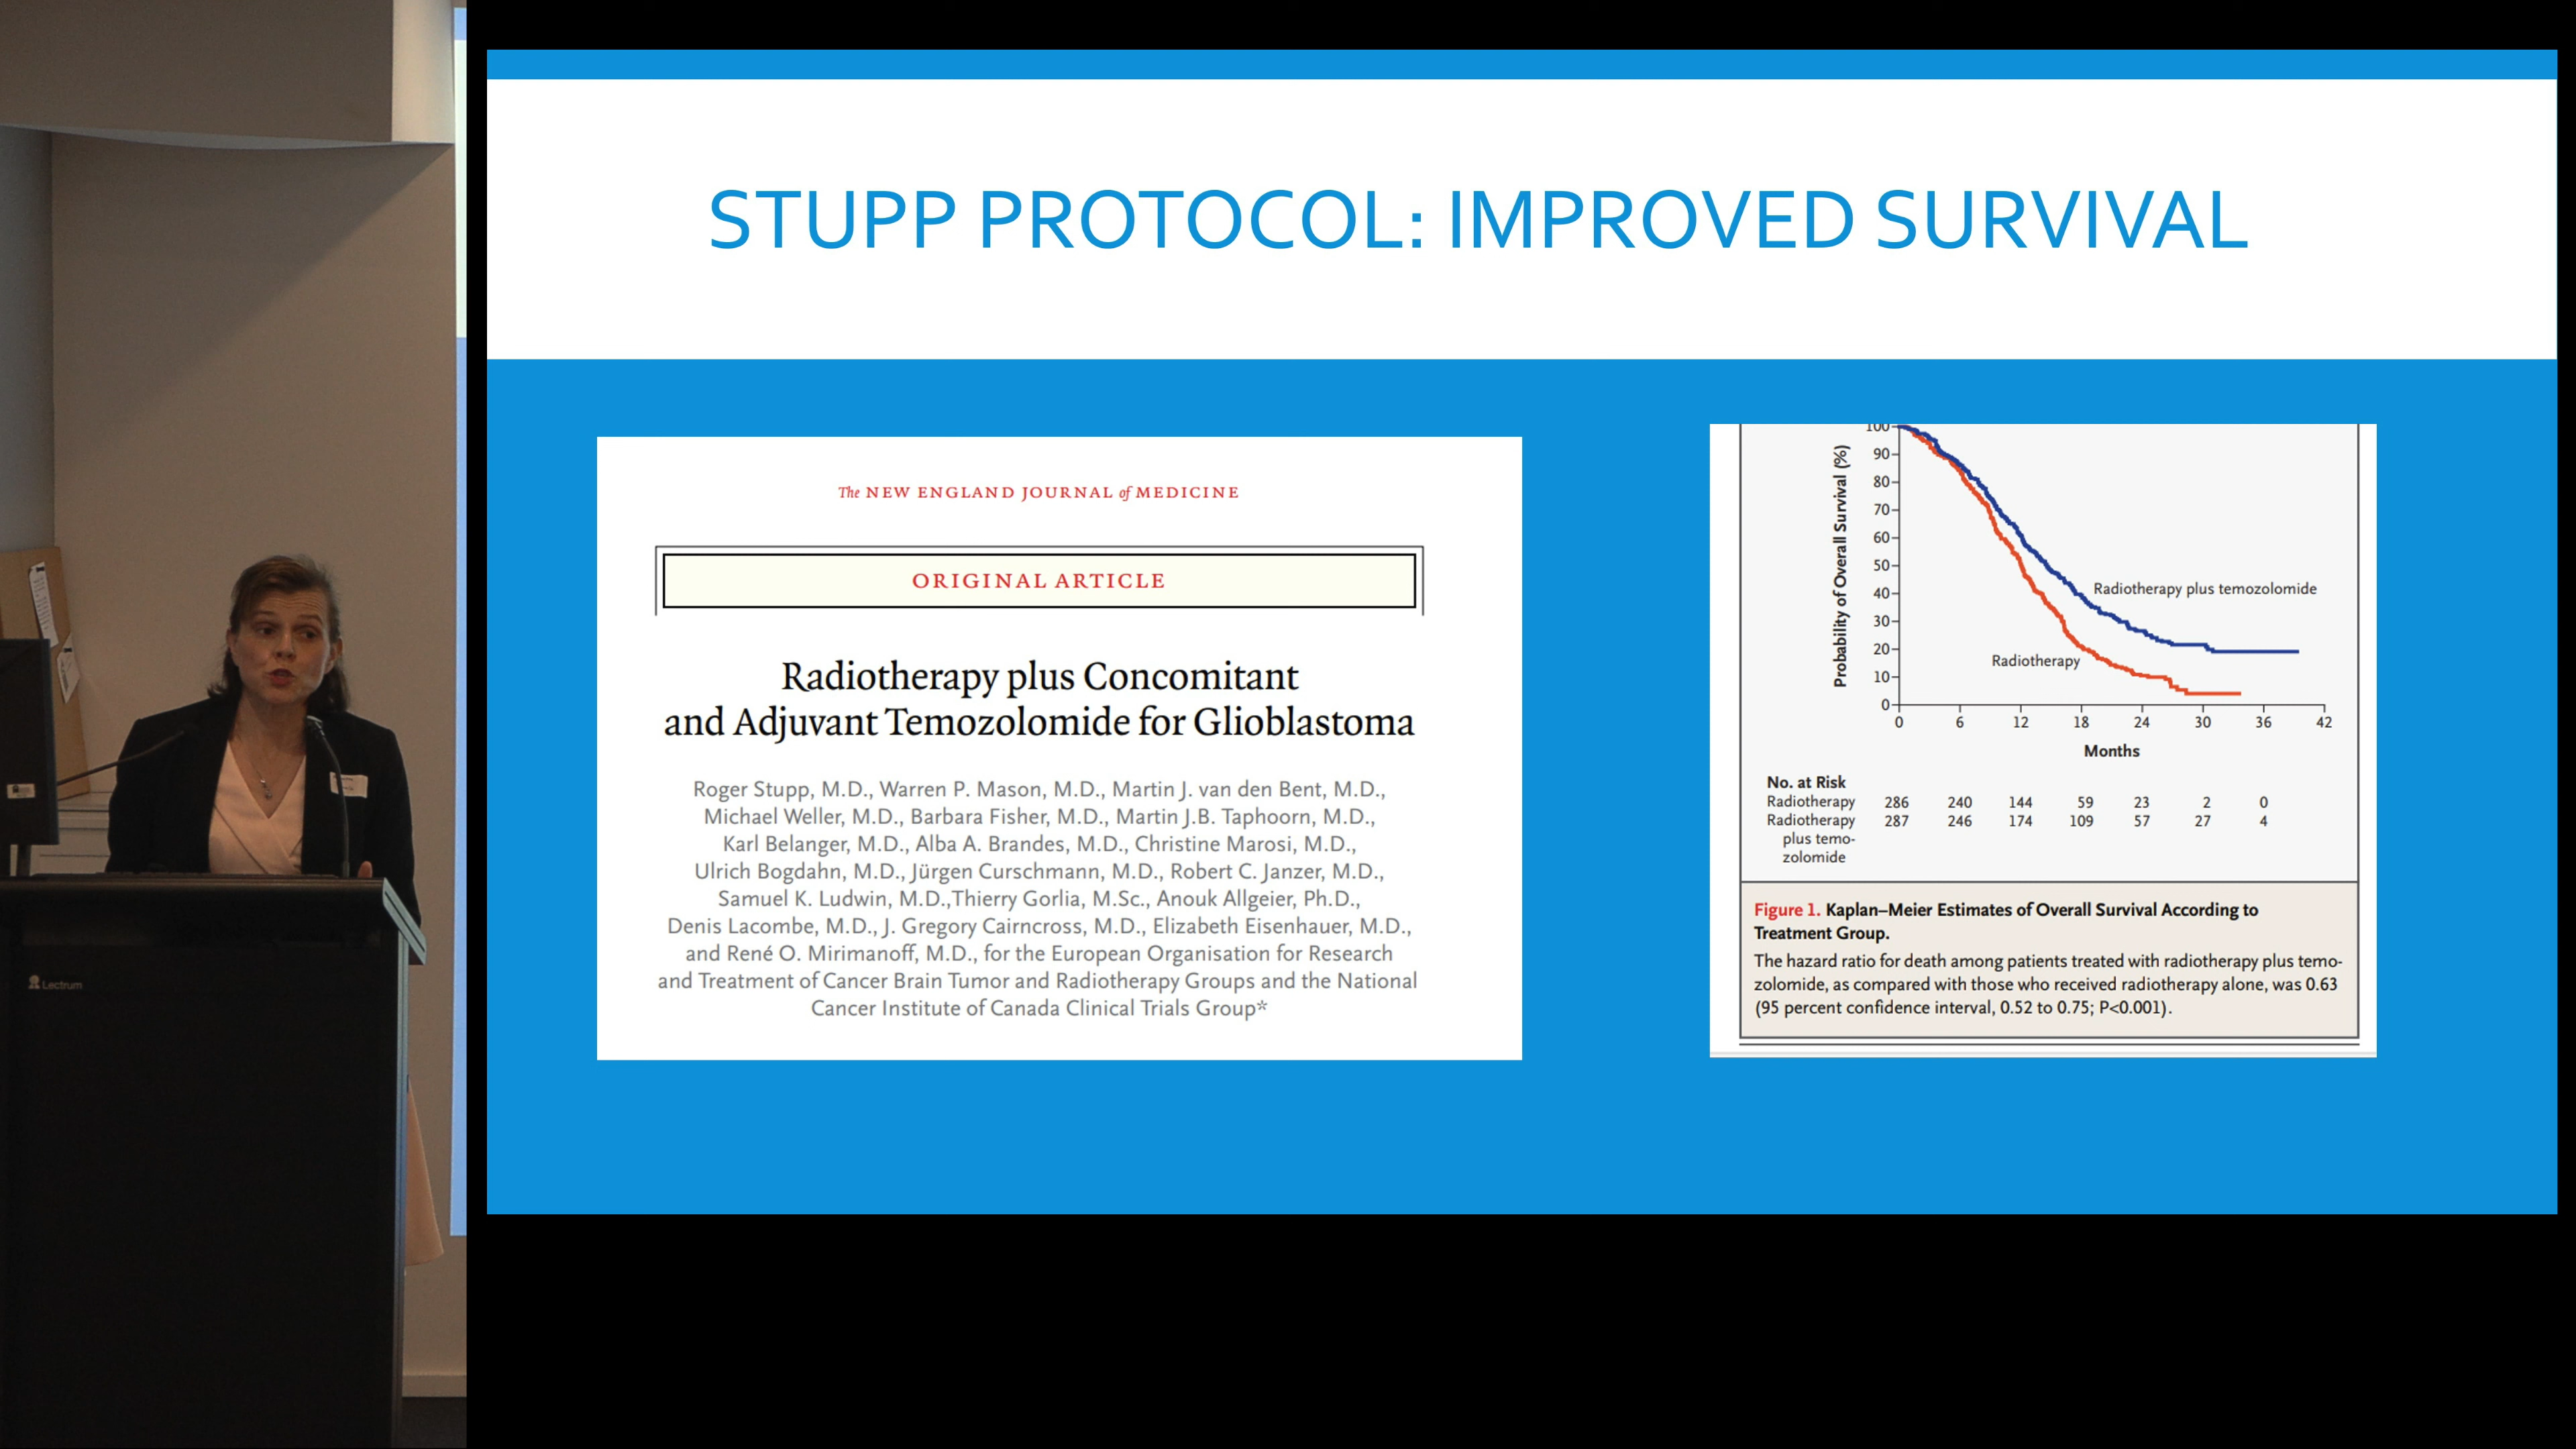 STUPP PROTOCOL: IMPROVED SURVIVAL
The NEW ENGLAND JOURNAL of MEDICINE
ORIGINAL ARTICLE
Radiotherapy plus Concomitant
and Adjuvant Temozolomide for Glioblastoma
Roger Stupp, M.D., Warren P. Mason, M.D., Martin J. van den Bent, M.D.,
Michael Weller, M.D., Barbara Fisher, M.D., Martin J.B. Taphoorn, M.D.,
Karl Belanger, M.D., Alba A. Brandes, M.D., Christine Marosi, M.D.,
Ulrich Bogdahn, M.D., Jürgen Curschmann, M.D., Robert C. Janzer, M.D.,
Samuel K. Ludwin, M.D.,Thierry Gorlia, M.Sc., Anouk Allgeier, Ph.D.,
Denis Lacombe, M.D., J. Gregory Cairncross, M.D., Elizabeth Eisenhauer, M.D.,
and René O. Mirimanoff, M.D., for the European Organisation for Research
and Treatment of Cancer Brain Tumor and Radiotherapy Groups and the National
Cancer Institute of Canada Clinical Trials Group*
Probability of Overall Survival (%)
100
90
80
70
60
50
40
30
20
10
0
Radiotherapy plus temozolomide
Radiotherapy
0 6 12 18 24 30 36 42
Months
No. at Risk
Radiotherapy 286 240 144 59 23 2 0
Radiotherapy 287 246 174 109 57 27 4
plus temo-
zolomide
Figure 1. Kaplan–Meier Estimates of Overall Survival According to
Treatment Group.
The hazard ratio for death among patients treated with radiotherapy plus temo-
zolomide, as compared with those who received radiotherapy alone, was 0.63
(95 percent confidence interval, 0.52 to 0.75; P<0.001).
Lectrum